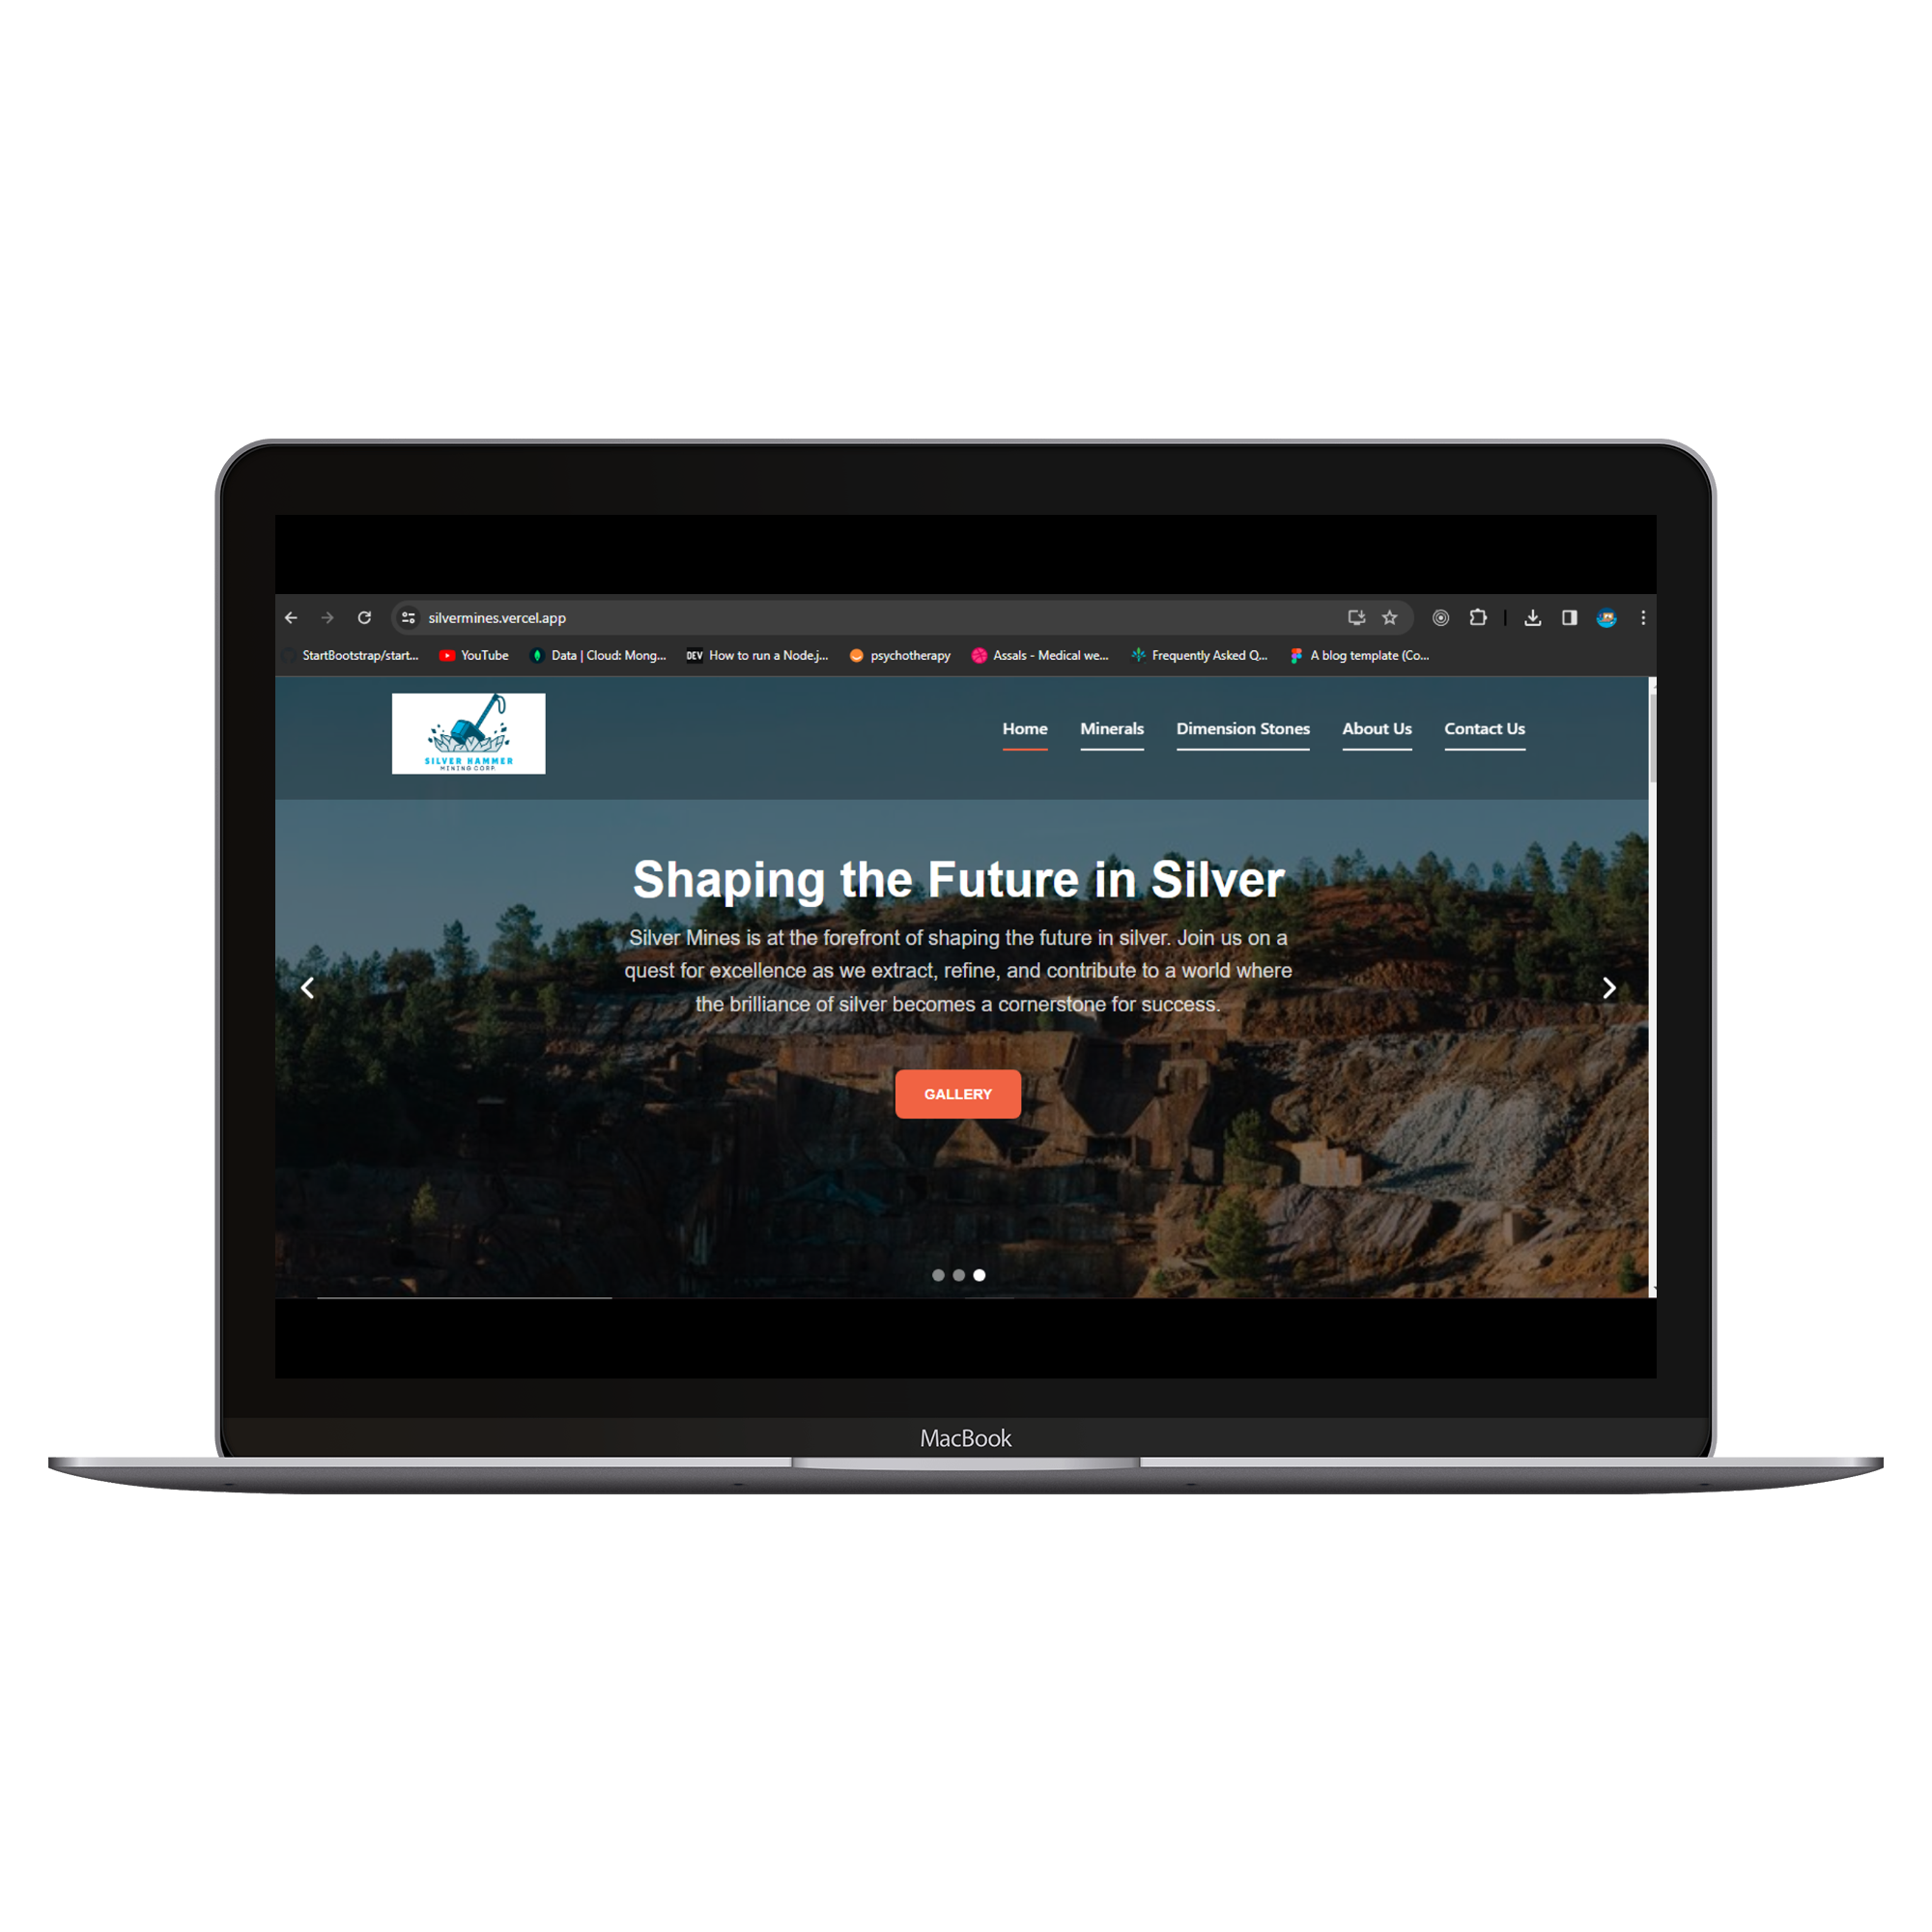 silvermines.vercel.app
StartBootstrap/start... YouTube Data | Cloud: Mong... DEV How to run a Node.j... psychotherapy Assals - Medical we... Frequently Asked Q... A blog template (Co...
SILVER HAMMER
MINING CORP.
Home Minerals Dimension Stones About Us Contact Us
Shaping the Future in Silver
Silver Mines is at the forefront of shaping the future in silver. Join us on a
quest for excellence as we extract, refine, and contribute to a world where
the brilliance of silver becomes a cornerstone for success.
GALLERY
MacBook